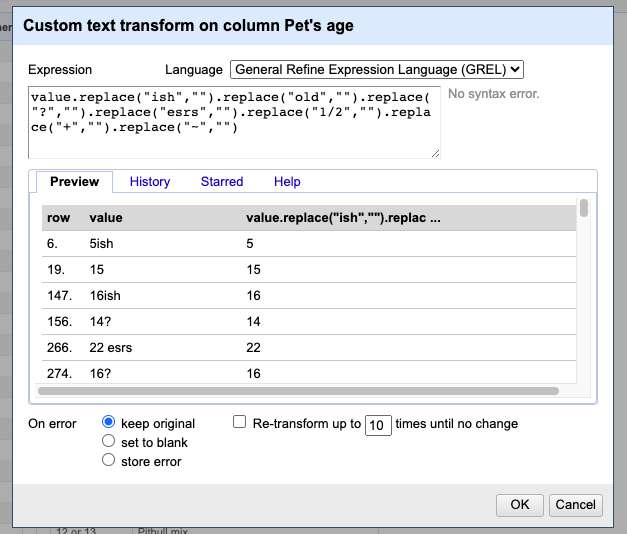 Custom text transform on column Pet's age
Expression
Language
General Refine Expression Language (GREL)
value.replace("ish","").replace("old","").replace(
"?","").replace("esrs","").replace("1/2","").repla
ce("+","").replace("~","")
No syntax error.
Preview History Starred Help
row value value.replace("ish","").replac ...
6. 5ish 5
19. 15 15
147. 16ish 16
156. 14? 14
266. 22 esrs 22
274. 16? 16
On error
keep original
Re-transform up to 10 times until no change
set to blank
store error
OK Cancel
12 or 13 Pitbull mix